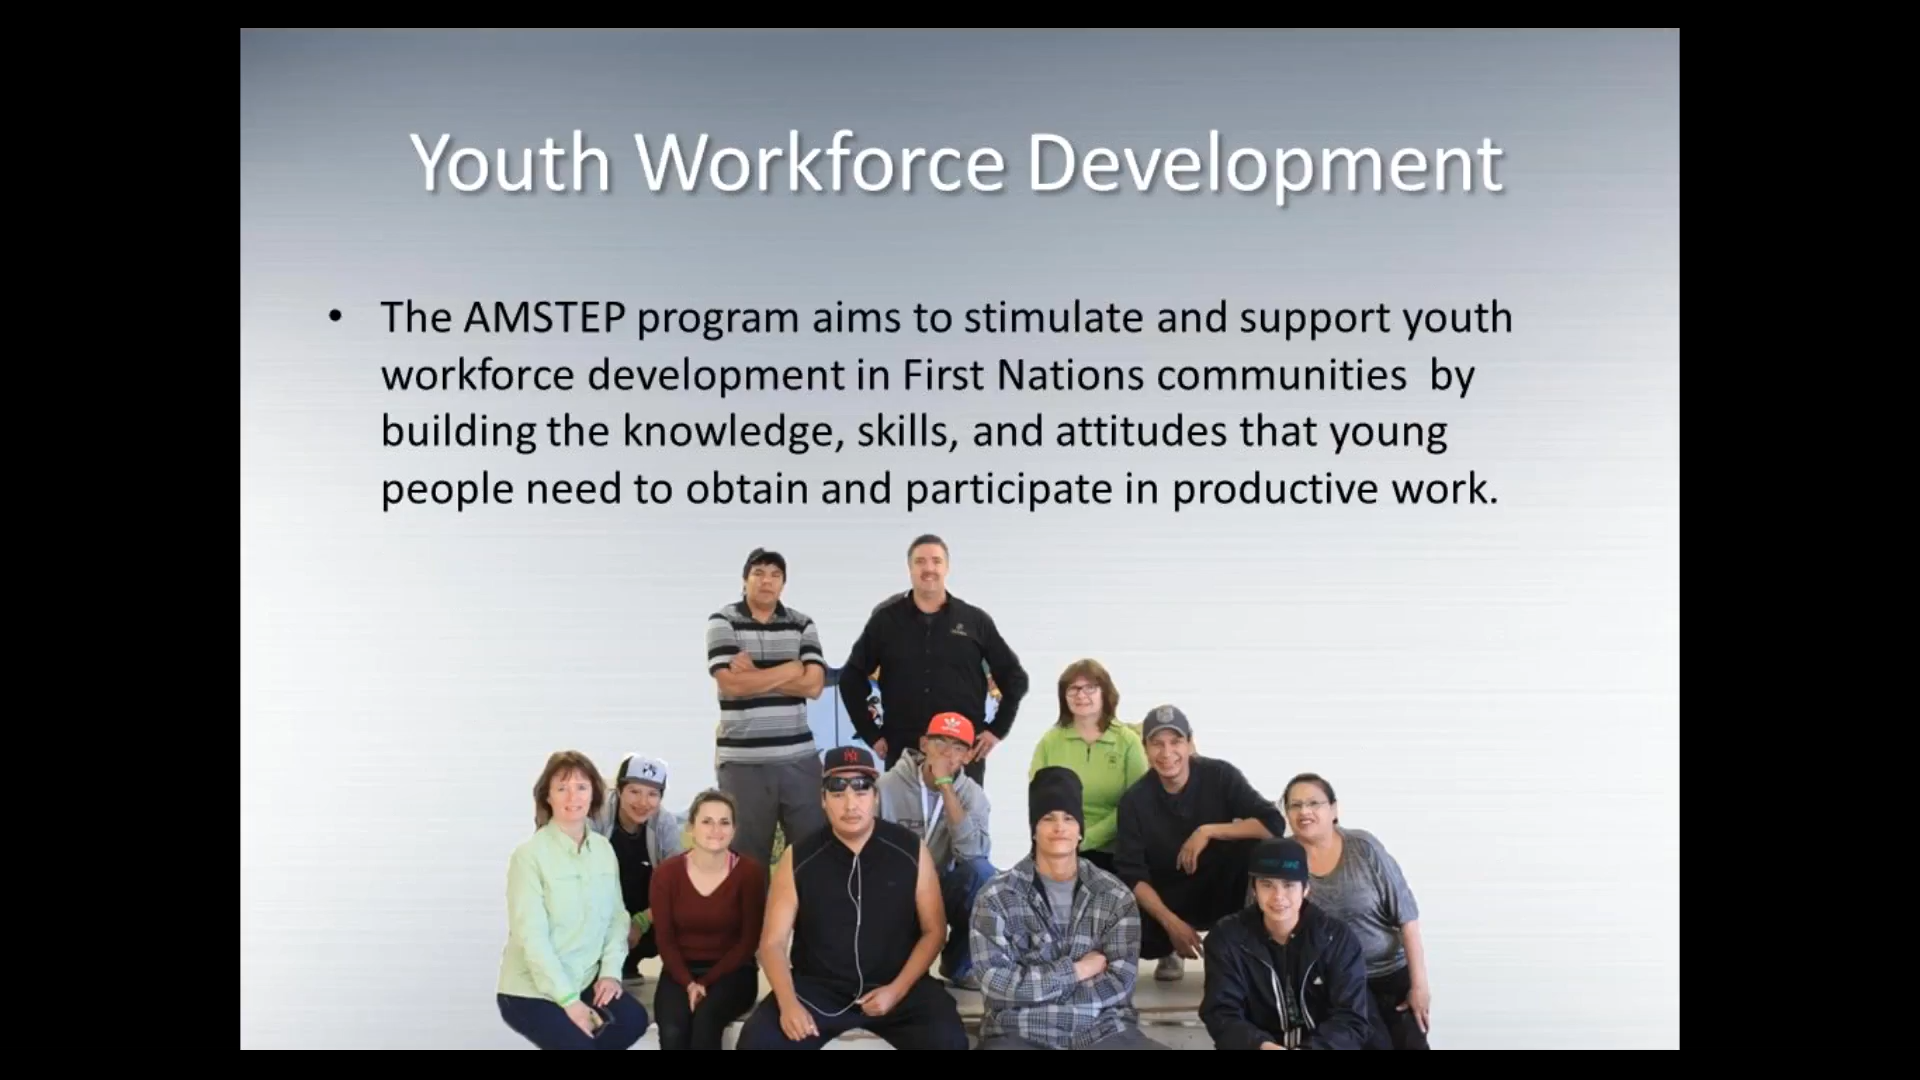 Youth Workforce Development
• The AMSTEP program aims to stimulate and support youth
workforce development in First Nations communities by
building the knowledge, skills, and attitudes that young
people need to obtain and participate in productive work.